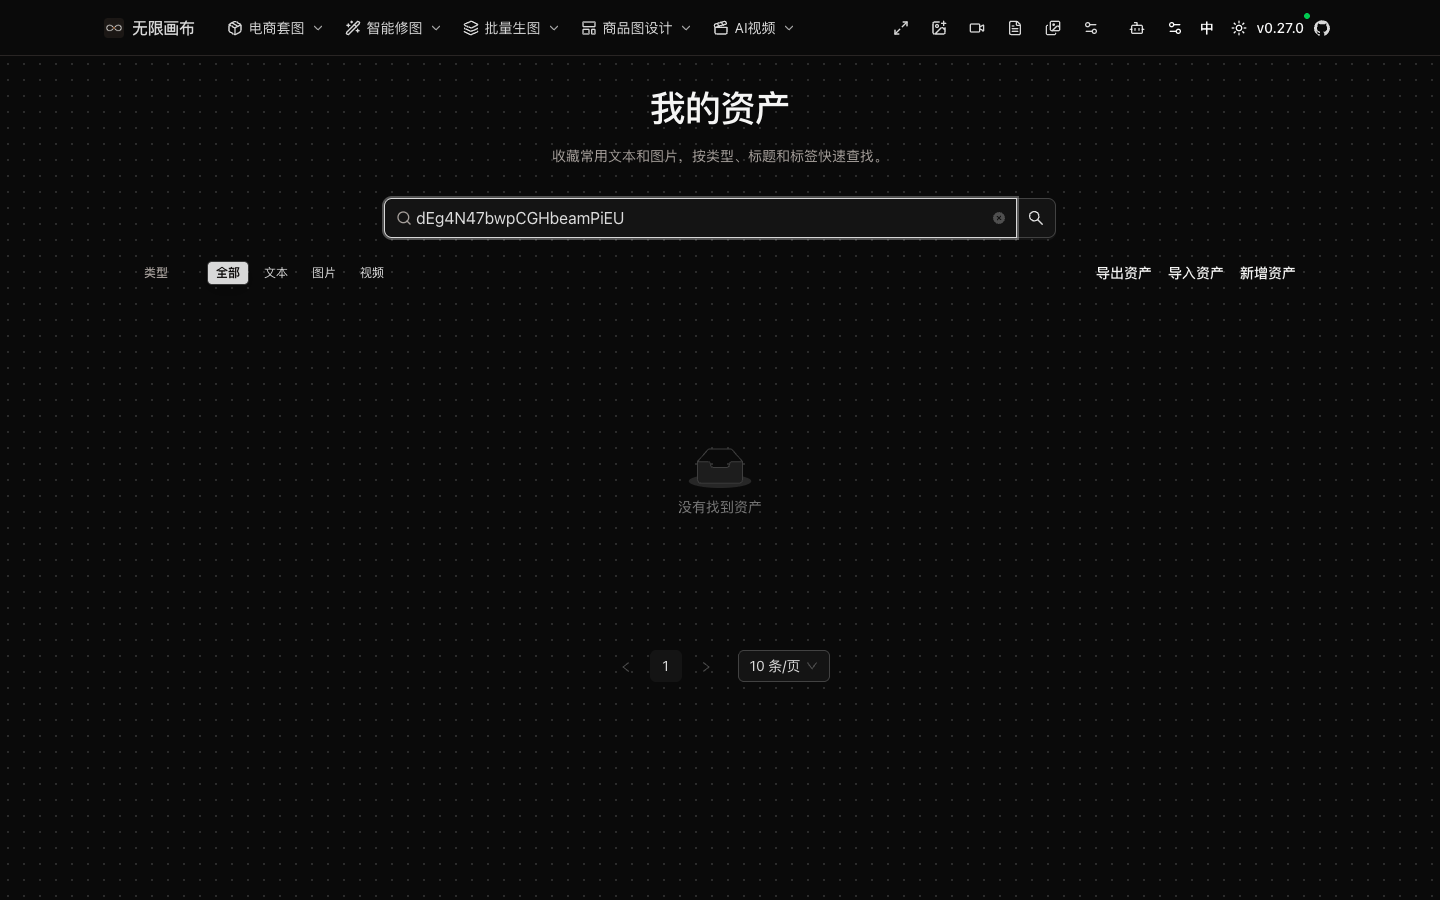 无限画布 电商套图 智能修图 批量生图 商品图设计 AI视频 中 v0.27.0
我的资产
收藏常用文本和图片，按类型、标题和标签快速查找。
dEg4N47bwpCGHbeamPiEU
类型 全部 文本 图片 视频 导出资产 导入资产 新增资产
没有找到资产
1 10 条/页